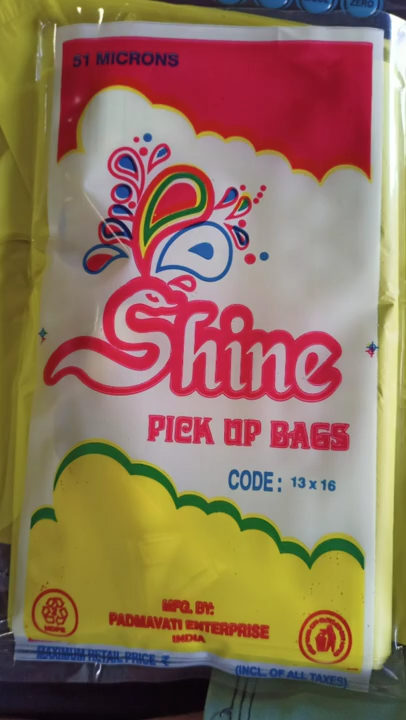 ZERO
51 MICRONS
Shine
PICK UP BAGS
CODE: 13 x 16
MFG. BY:
PADMAVATI ENTERPRISE
INDIA
MAXIMUM RETAIL PRICE ₹
(INCL. OF ALL TAXES)